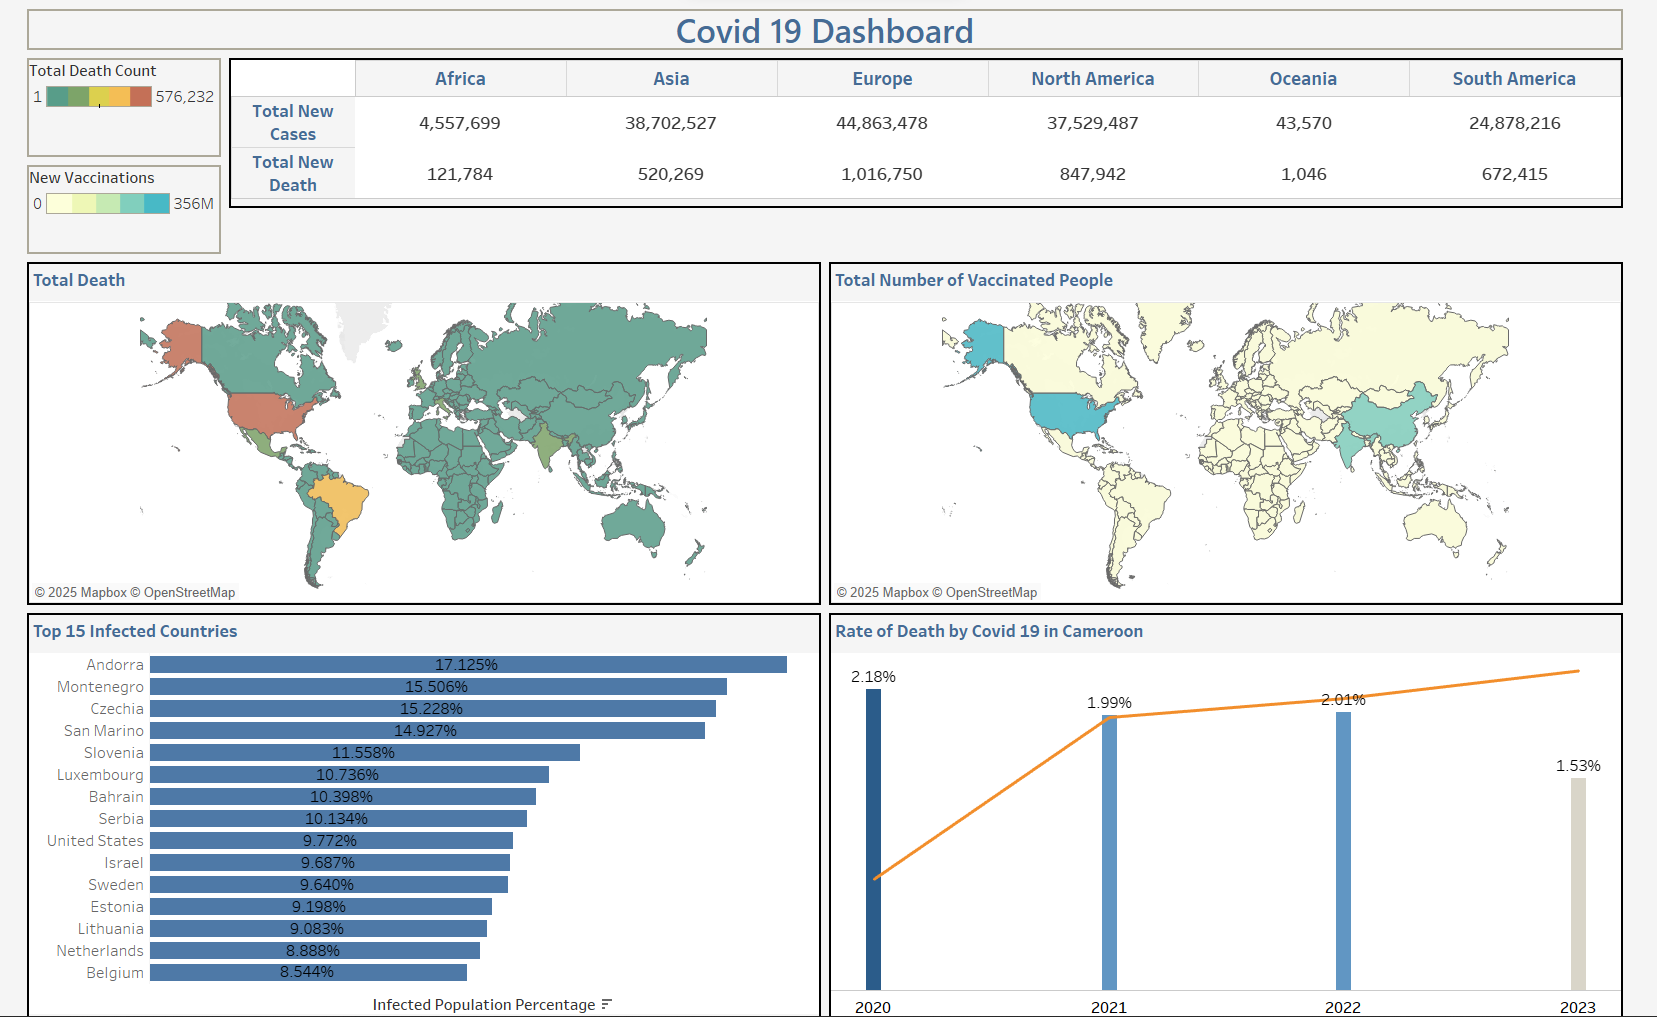 Covid 19 Dashboard
Total Death Count
1 576,232
New Vaccinations
0 356M
Africa Asia Europe North America Oceania South America
Total New
Cases
4,557,699 38,702,527 44,863,478 37,529,487 43,570 24,878,216
Total New
Death
121,784 520,269 1,016,750 847,942 1,046 672,415
Total Death
© 2025 Mapbox © OpenStreetMap
Total Number of Vaccinated People
© 2025 Mapbox © OpenStreetMap
Top 15 Infected Countries
Andorra 17.125%
Montenegro 15.506%
Czechia 15.228%
San Marino 14.927%
Slovenia 11.558%
Luxembourg 10.736%
Bahrain 10.398%
Serbia 10.134%
United States 9.772%
Israel 9.687%
Sweden 9.640%
Estonia 9.198%
Lithuania 9.083%
Netherlands 8.888%
Belgium 8.544%
Infected Population Percentage
Rate of Death by Covid 19 in Cameroon
2.18%
1.99%
2.01%
1.53%
2020 2021 2022 2023